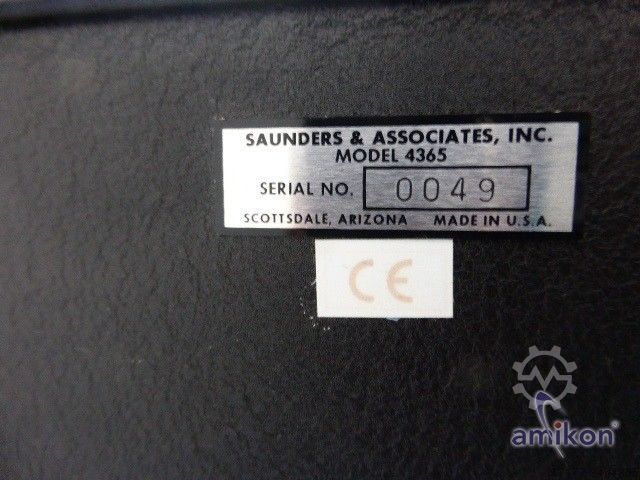 SAUNDERS & ASSOCIATES, INC.
MODEL 4365
SERIAL NO. 0049
SCOTTSDALE, ARIZONA MADE IN U.S.A.
CE
amikon